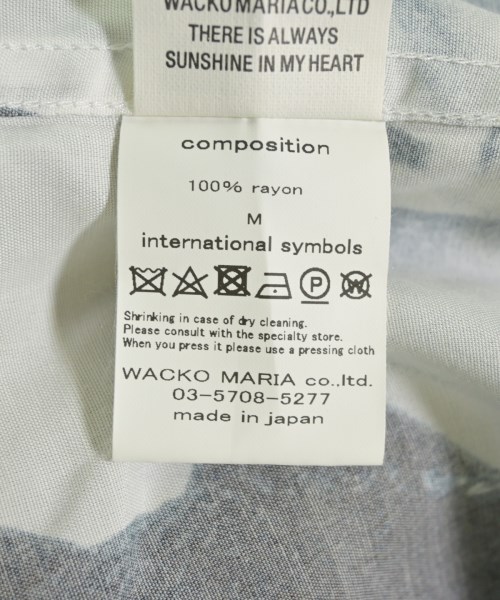 WACKO MARIA CO.,LTD
THERE IS ALWAYS
SUNSHINE IN MY HEART
composition
100% rayon
M
international symbols
P
W
Shrinking in case of dry cleaning.
Please consult with the specialty store.
When you press it please use a pressing cloth
WACKO MARIA co.,ltd.
03-5708-5277
made in japan